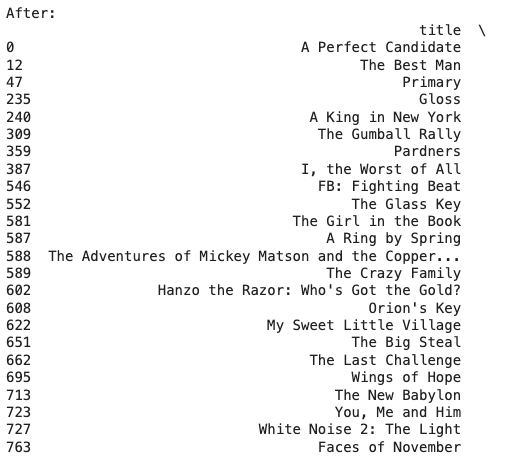 After:
title \
0 A Perfect Candidate
12 The Best Man
47 Primary
235 Gloss
240 A King in New York
309 The Gumball Rally
359 Pardners
387 I, the Worst of All
546 FB: Fighting Beat
552 The Glass Key
581 The Girl in the Book
587 A Ring by Spring
588 The Adventures of Mickey Matson and the Copper...
589 The Crazy Family
602 Hanzo the Razor: Who's Got the Gold?
608 Orion's Key
622 My Sweet Little Village
651 The Big Steal
662 The Last Challenge
695 Wings of Hope
713 The New Babylon
723 You, Me and Him
727 White Noise 2: The Light
763 Faces of November